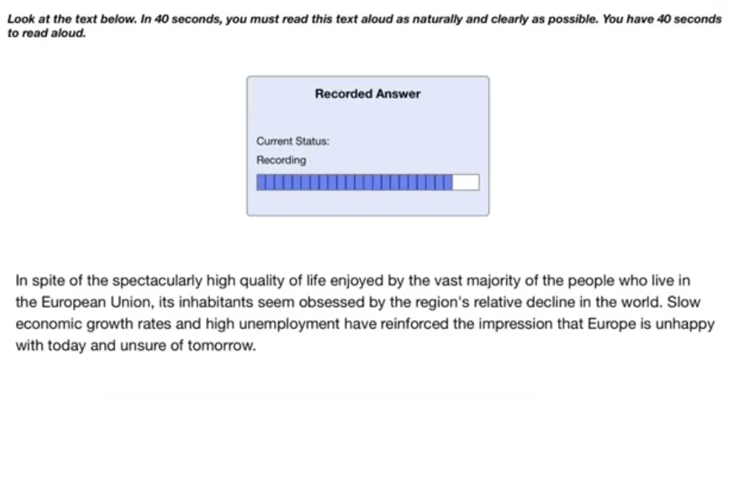 Look at the text below. In 40 seconds, you must read this text aloud as naturally and clearly as possible. You have 40 seconds
to read aloud.
Recorded Answer
Current Status:
Recording
In spite of the spectacularly high quality of life enjoyed by the vast majority of the people who live in
the European Union, its inhabitants seem obsessed by the region's relative decline in the world. Slow
economic growth rates and high unemployment have reinforced the impression that Europe is unhappy
with today and unsure of tomorrow.